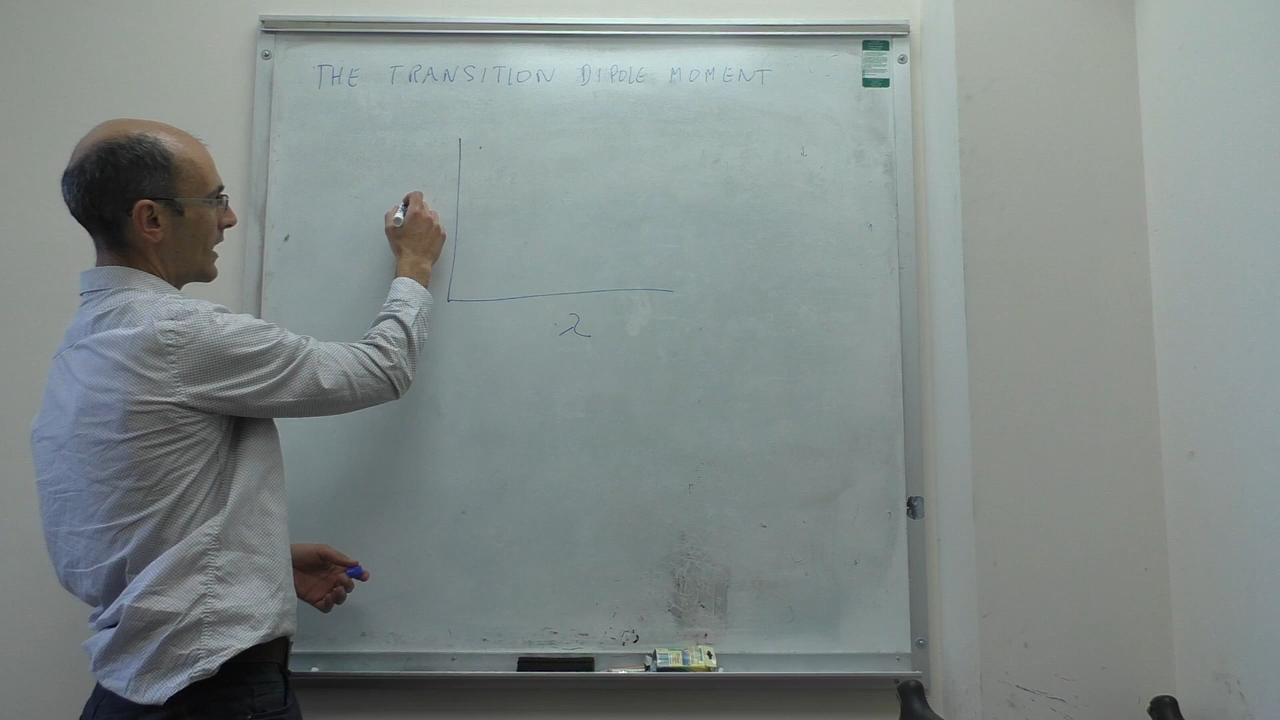 THE TRANSITION DIPOLE MOMENT
λ